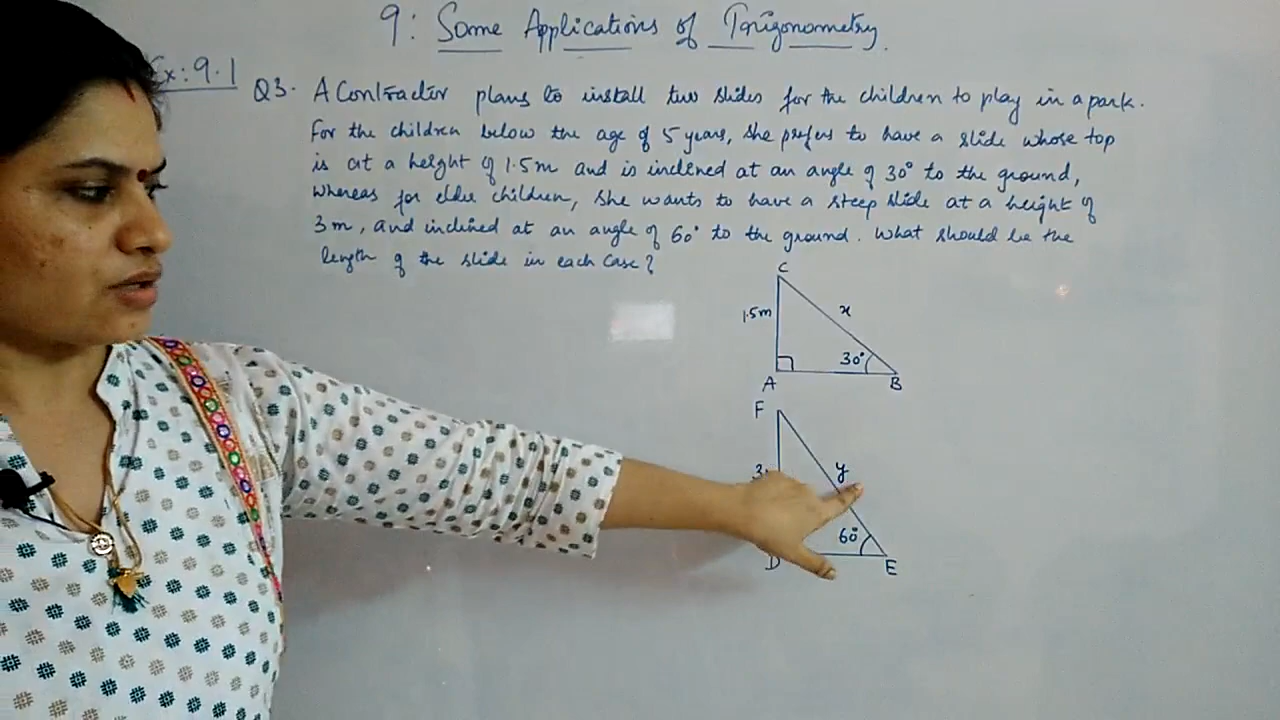 9: Some Applications of Trigonometry.
Ex: 9.1
Q3. A Contractor plans to install two slides for the children to play in a park.
For the children below the age of 5 years, she prefers to have a slide whose top
is at a height of 1.5m and is inclined at an angle of 30° to the ground,
whereas for elder children, she wants to have a steep slide at a height of
3m, and inclined at an angle of 60° to the ground. What should be the
length of the slide in each case?
C
1.5m x
30°
A B
F
3 y
60°
D E